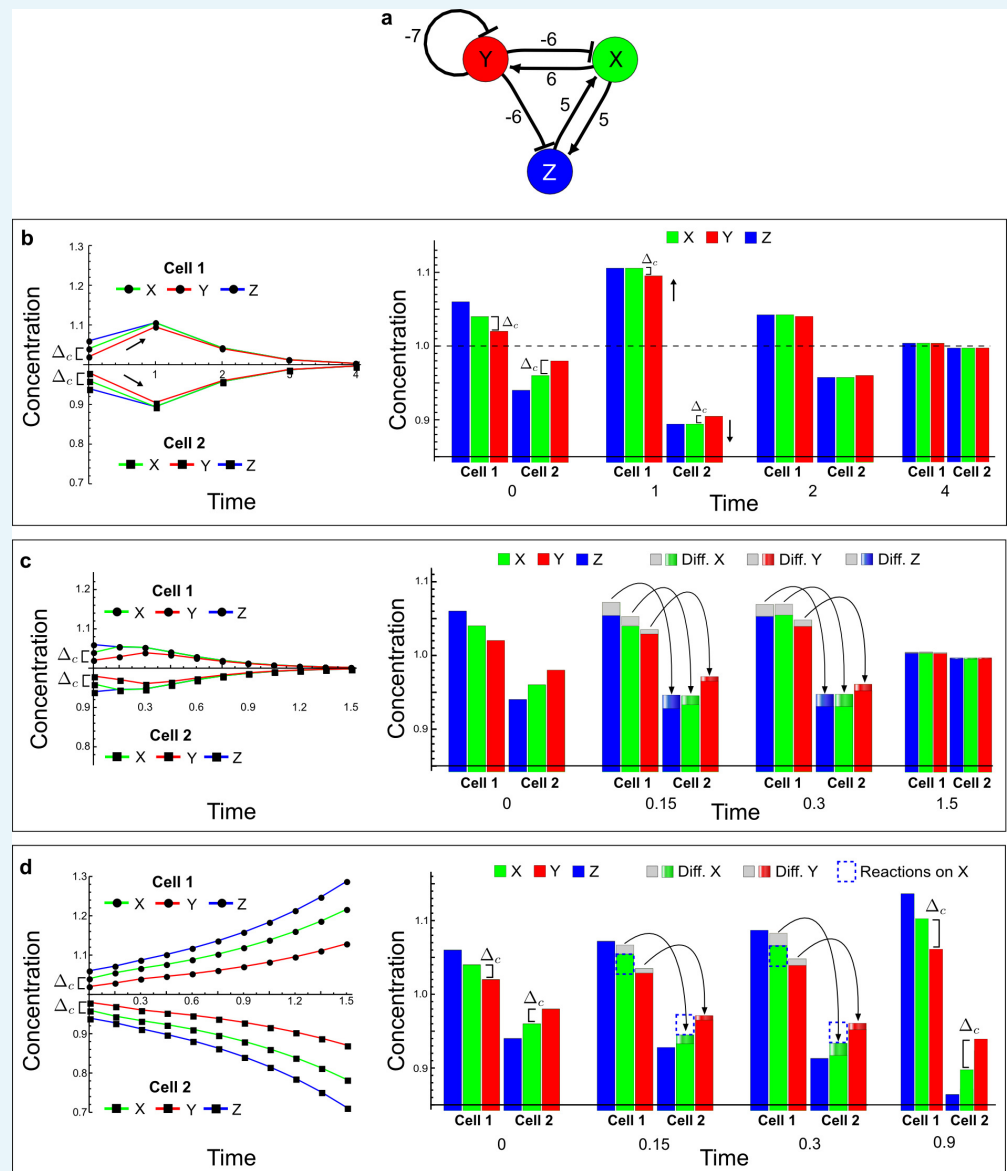 a
-7
Y
-6
X
6
-6
5
5
Z
b
X Y Z
1.3
Cell 1
1.2
X Y Z
1.1
Δc
1 2 3 4
Δc
0.9
Cell 2
0.8
X Y Z
0.7
Concentration
Time
1.1
1.0
0.9
Concentration
Δc
Δc
Δc
Δc
Cell 1 Cell 2 Cell 1 Cell 2 Cell 1 Cell 2 Cell 1 Cell 2
0 1 2 4
Time
c
X Y Z Diff. X Diff. Y Diff. Z
1.2
Cell 1
X Y Z
1.1
Δc
0.3 0.6 0.9 1.2 1.5
Δc
0.9
Cell 2
0.8
X Y Z
Concentration
Time
1.1
1.0
0.9
Concentration
Cell 1 Cell 2 Cell 1 Cell 2 Cell 1 Cell 2 Cell 1 Cell 2
0 0.15 0.3 1.5
Time
d
X Y Z Diff. X Diff. Y Reactions on X
1.3
Cell 1
1.2
X Y Z
1.1
Δc
0.3 0.6 0.9 1.2 1.5
Δc
0.9
0.8
Cell 2
X Y Z
0.7
Concentration
Time
1.1
1.0
0.9
Concentration
Δc
Δc
Δc
Δc
Cell 1 Cell 2 Cell 1 Cell 2 Cell 1 Cell 2 Cell 1 Cell 2
0 0.15 0.3 0.9
Time